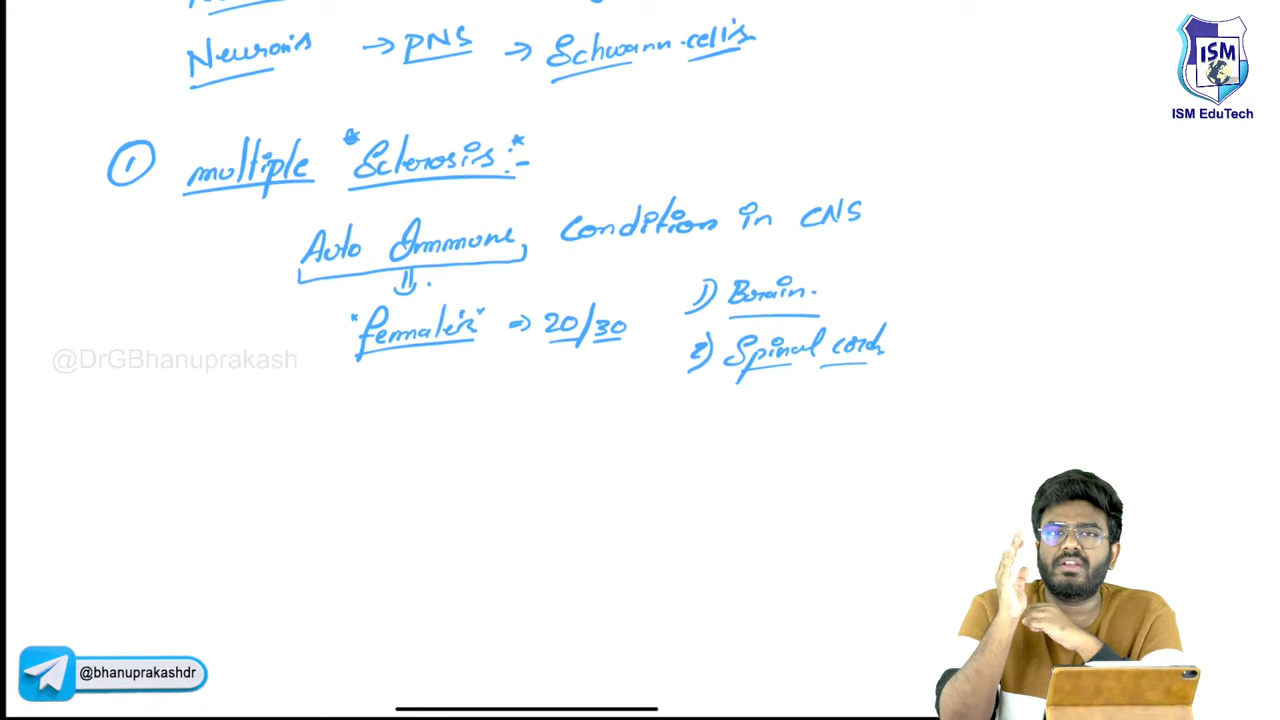 Neurons → PNS → Schwann cells
ISM
ISM EduTech
① multiple *Sclerosis*:-
Auto Immune, Condition in CNS
"females" ⇒ 20/30
1) Brain.
2) Spinal cord
@DrGBhanuprakash
@bhanuprakashdr